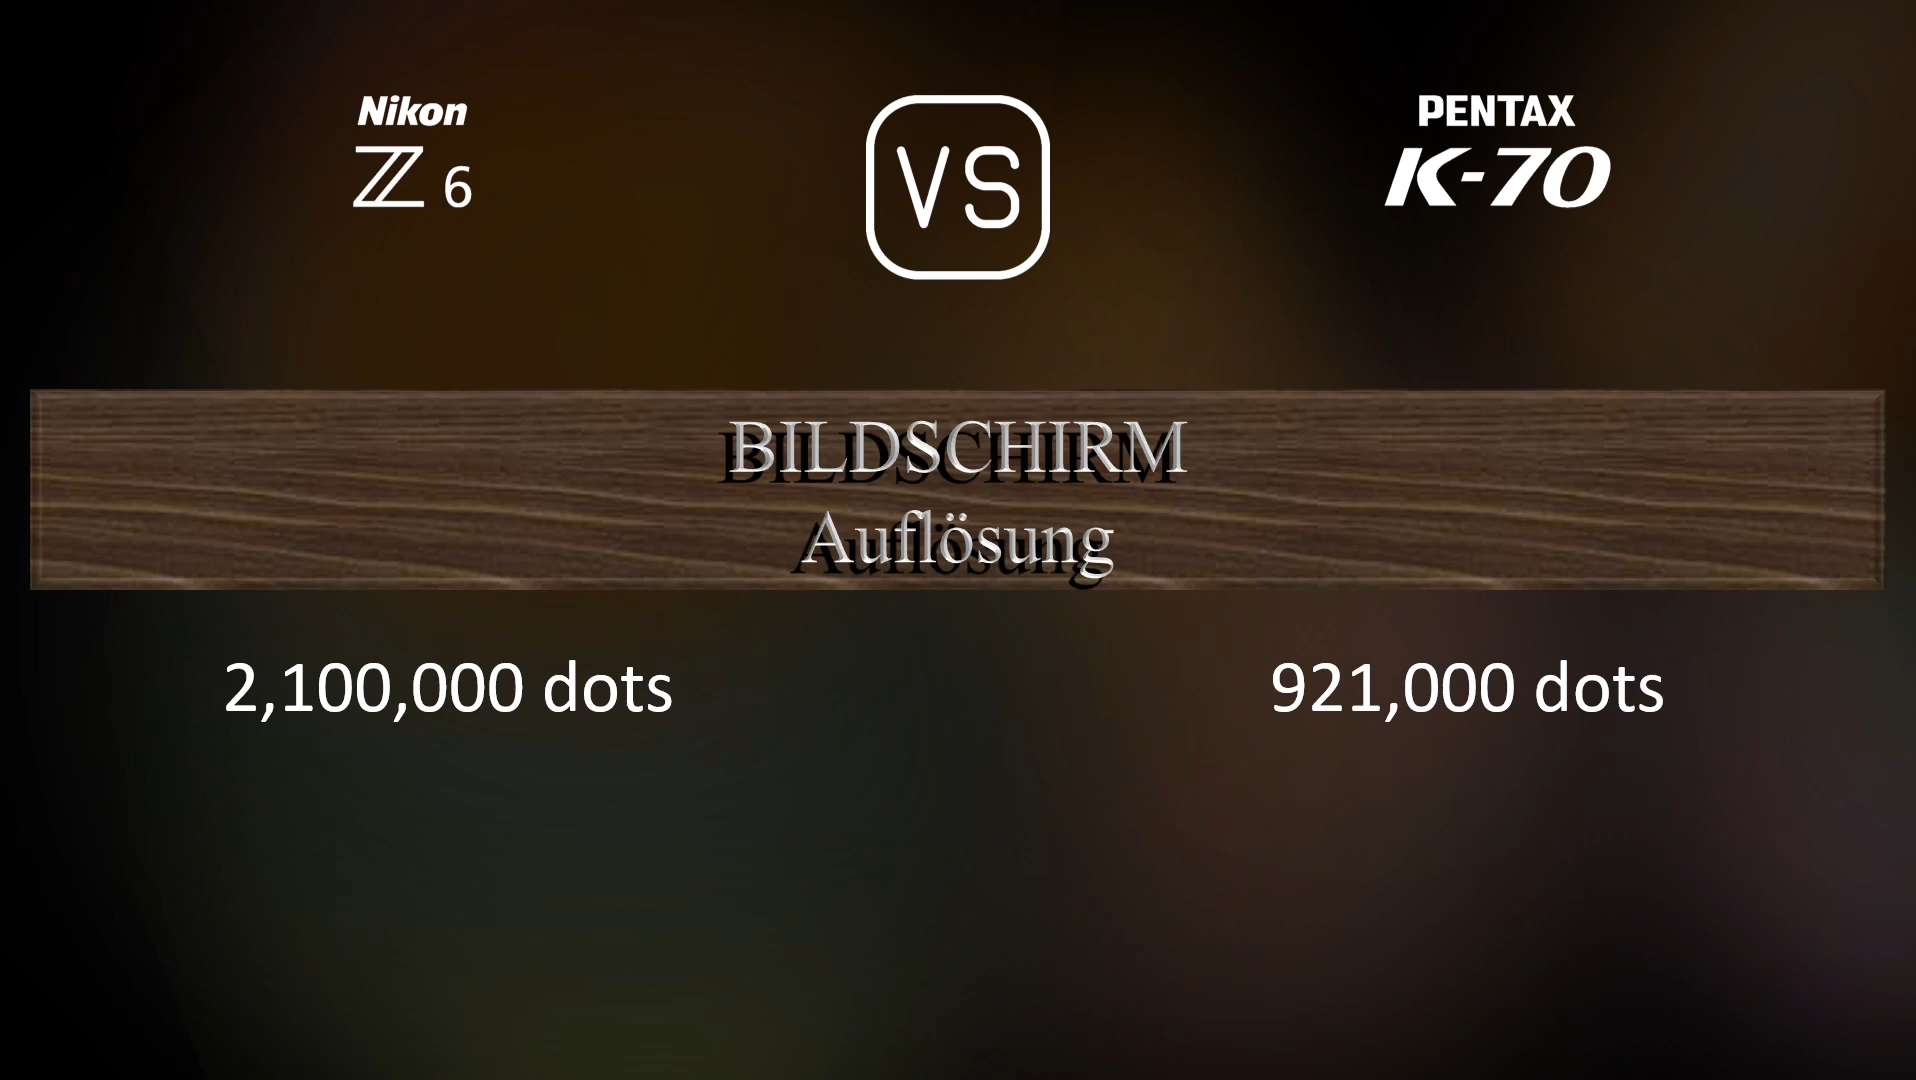 Nikon
Z 6
VS
PENTAX
K-70
BILDSCHIRM
Auflösung
2,100,000 dots
921,000 dots